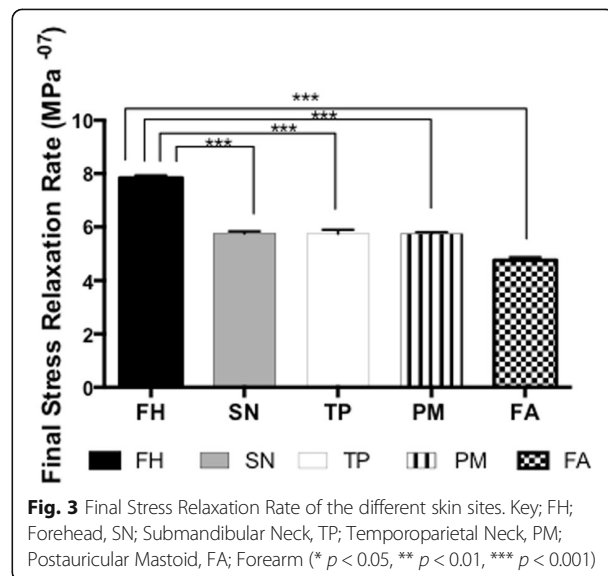 ***
***
***
***
Final Stress Relaxation Rate (MPa -07)
10
8
6
4
2
0
FH SN TP PM FA
FH SN TP PM FA
Fig. 3 Final Stress Relaxation Rate of the different skin sites. Key; FH;
Forehead, SN; Submandibular Neck, TP; Temporoparietal Neck, PM;
Postauricular Mastoid, FA; Forearm (* p < 0.05, ** p < 0.01, *** p < 0.001)